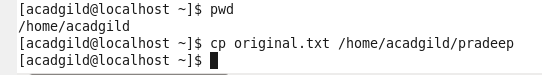 [acadgild@localhost ~]$ pwd
/home/acadgild
[acadgild@localhost ~]$ cp original.txt /home/acadgild/pradeep
[acadgild@localhost ~]$